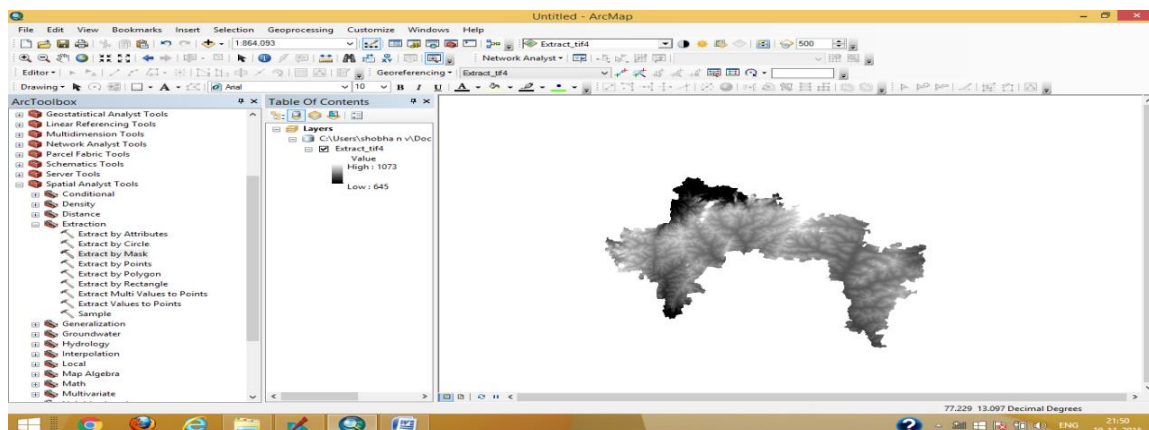 Untitled - ArcMap
File Edit View Bookmarks Insert Selection Geoprocessing Customize Windows Help
1:864,093 Extract_tif4 500
Network Analyst
Editor Georeferencing Extract_tif4
Drawing A Arial 10 B I U A
ArcToolbox
Geostatistical Analyst Tools
Linear Referencing Tools
Multidimension Tools
Network Analyst Tools
Parcel Fabric Tools
Schematics Tools
Server Tools
Spatial Analyst Tools
Conditional
Density
Distance
Extraction
Extract by Attributes
Extract by Circle
Extract by Mask
Extract by Points
Extract by Polygon
Extract by Rectangle
Extract Multi Values to Points
Extract Values to Points
Sample
Generalization
Groundwater
Hydrology
Interpolation
Local
Map Algebra
Math
Multivariate
Table Of Contents
Layers
C:\Users\shobha n v\Doc
Extract_tif4
Value
High : 1073
Low : 645
77.229 13.097 Decimal Degrees
ENG 21:50